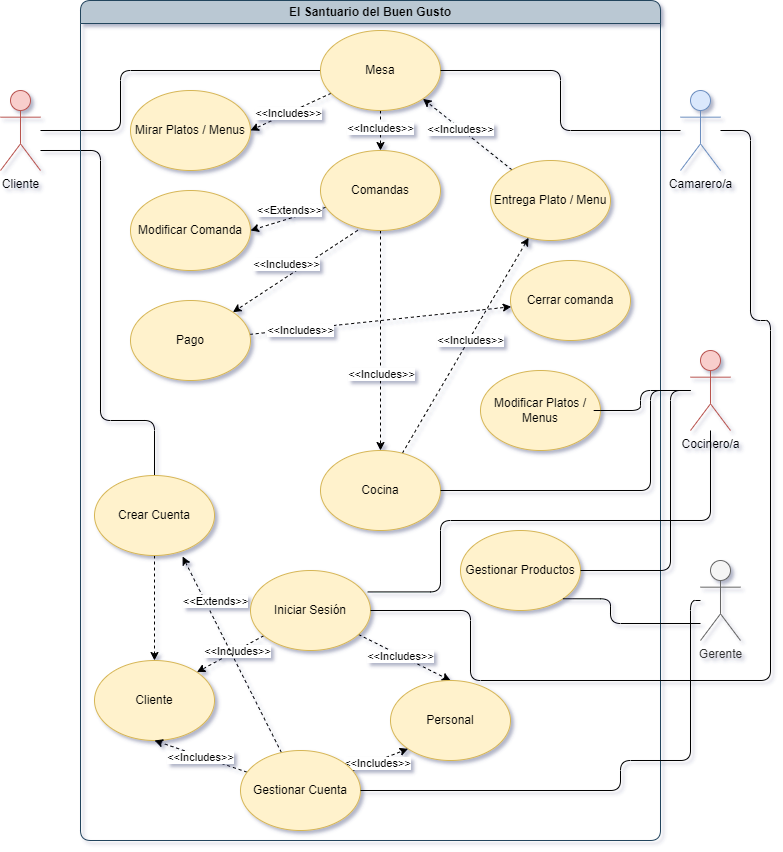 El Santuario del Buen Gusto
Mesa
<<Includes>>
Mirar Platos / Menus
<<Includes>>
<<Includes>>
Cliente
Camarero/a
Comandas
Entrega Plato / Menu
<<Extends>>
Modificar Comanda
<<Includes>>
Cerrar comanda
<<Includes>>
Pago
<<Includes>>
<<Includes>>
Modificar Platos /
Menus
Cocinero/a
Cocina
Crear Cuenta
Gestionar Productos
<<Extends>>
Iniciar Sesión
<<Includes>>
<<Includes>>
Gerente
Cliente
Personal
<<Includes>>
<<Includes>>
Gestionar Cuenta